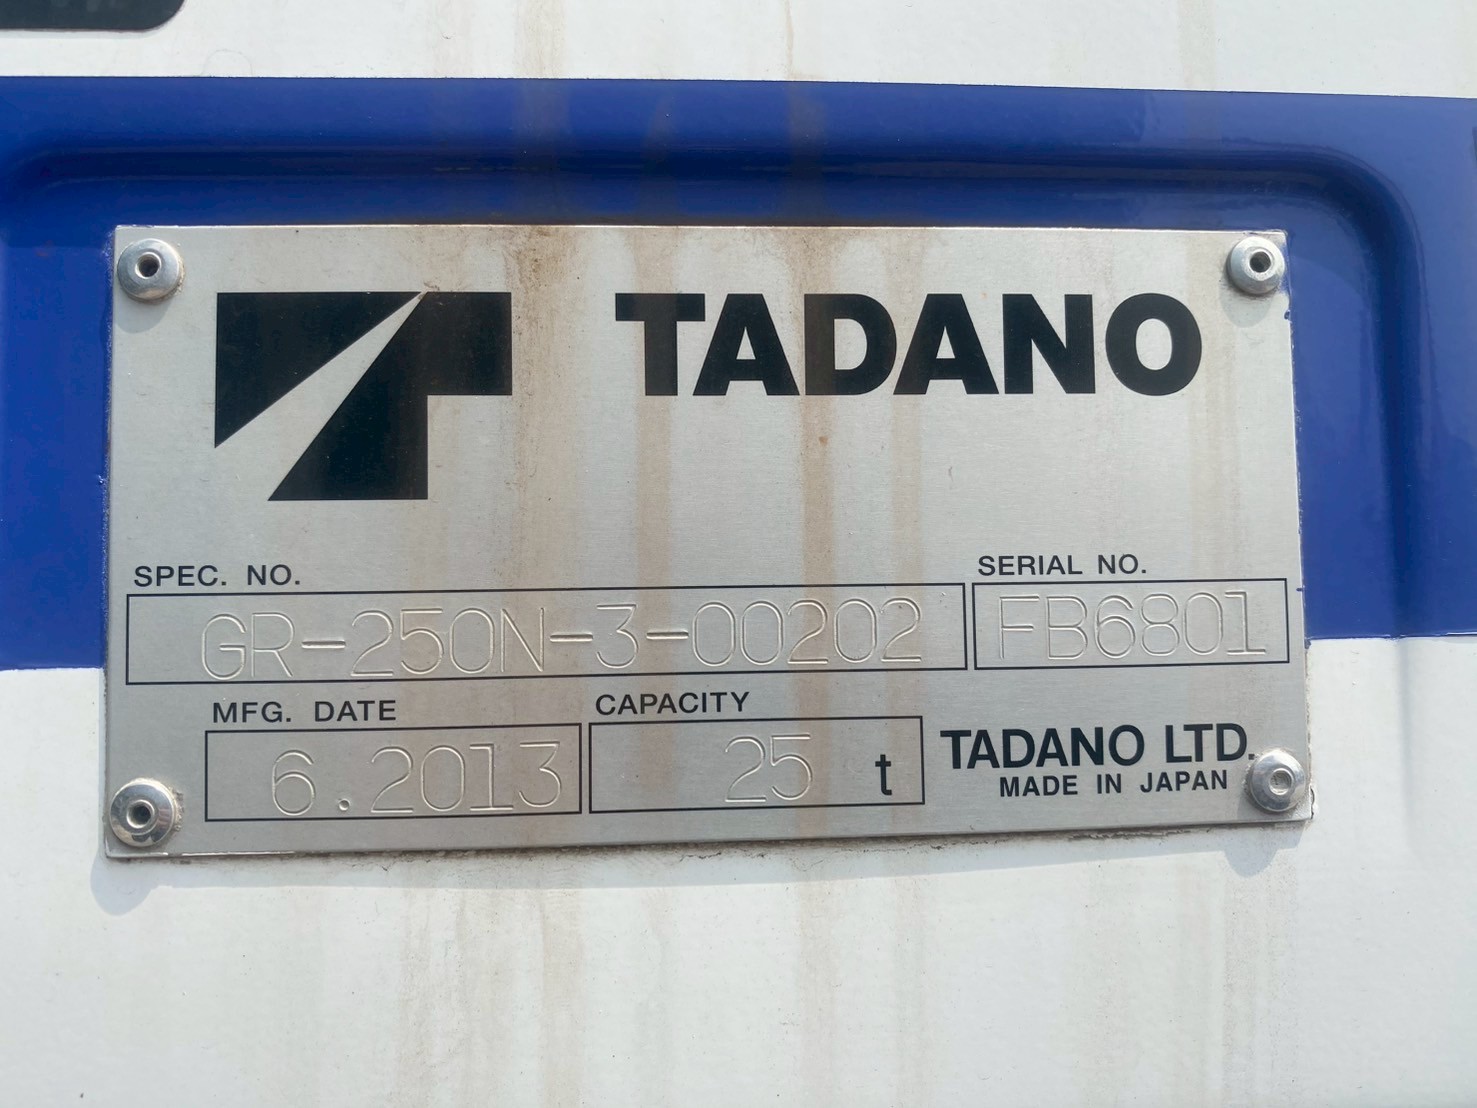 TADANO
SPEC. NO.
GR-250N-3-00202
SERIAL NO.
FB6801
MFG. DATE
6.2013
CAPACITY
25 t
TADANO LTD.
MADE IN JAPAN